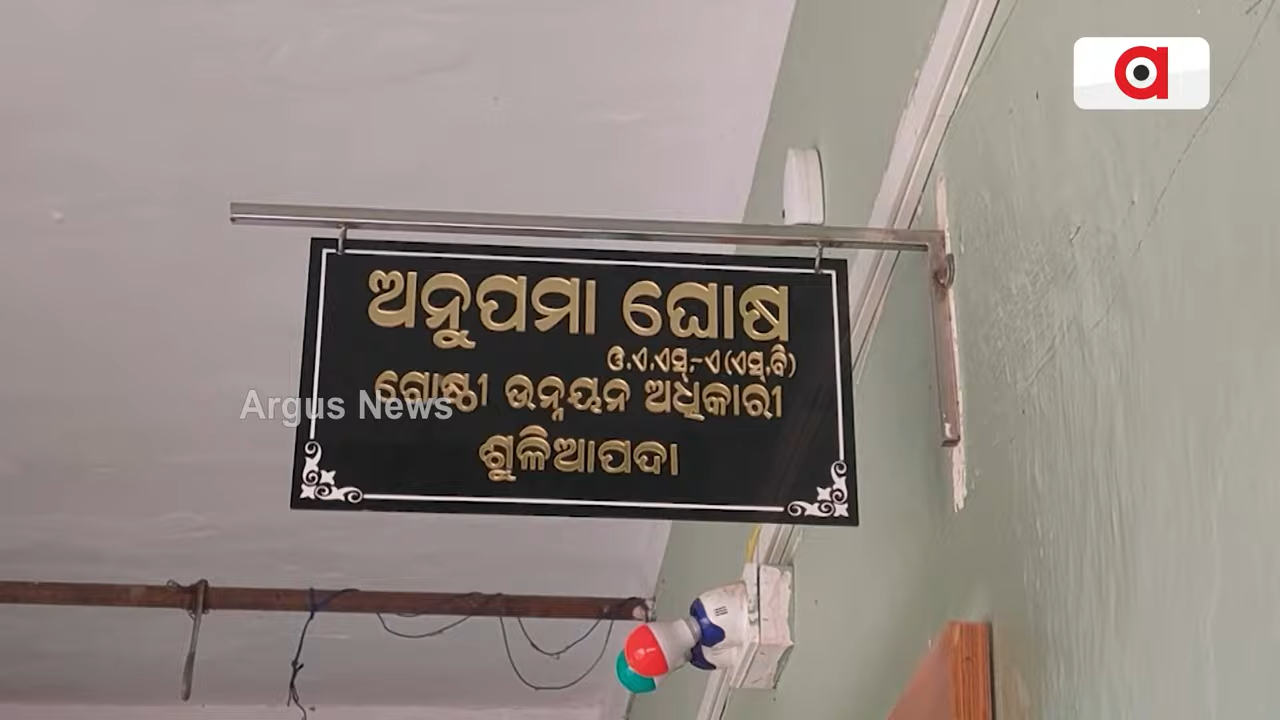 ଅନୁପମା ଘୋଷ
ଓ.ଏ.ଏସ୍.-ଏ(ଏସ୍.ବି)
ଗୋଷ୍ଠୀ ଉନ୍ନୟନ ଅଧିକାରୀ
ଶୁଳିଆପଦା
Argus News